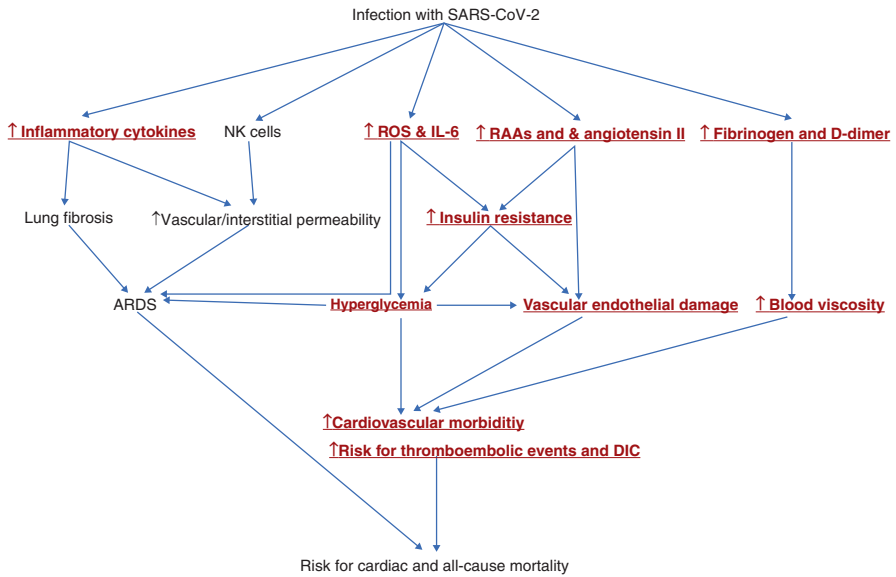 Infection with SARS-CoV-2
↑ Inflammatory cytokines
NK cells
↑ ROS & IL-6
↑ RAAs and & angiotensin II
↑ Fibrinogen and D-dimer
Lung fibrosis
↑Vascular/interstitial permeability
↑ Insulin resistance
ARDS
Hyperglycemia
Vascular endothelial damage
↑ Blood viscosity
↑Cardiovascular morbiditiy
↑Risk for thromboembolic events and DIC
Risk for cardiac and all-cause mortality